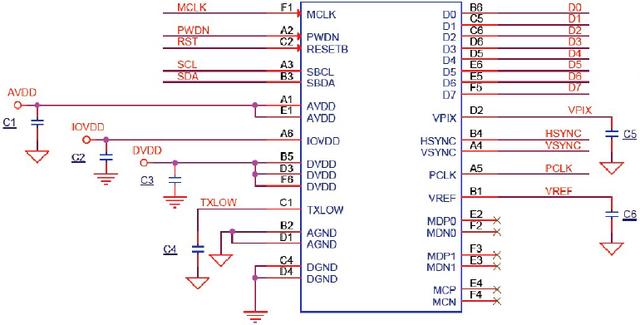 MCLK F1 MCLK
PWDN A2 PWDN
RST C2 RESETB
SCL A3 SBCL
SDA B3 SBDA
AVDD A1 AVDD
E1 AVDD
C1
IOVDD A6 IOVDD
C2
DVDD B5 DVDD
D3 DVDD
F6 DVDD
C3
TXLOW C1 TXLOW
C4
B2 AGND
D1 AGND
C4 DGND
D4 DGND
D0 B6 D0
D1 C5 D1
D2 C6 D2
D3 D6 D3
D4 D5 D4
D5 E6 D5
D6 E5 D6
D7 F5 D7
VPIX D2 VPIX
C5
HSYNC B4 HSYNC
VSYNC A4 VSYNC
PCLK A5 PCLK
VREF B1 VREF
C6
MDP0 E2
MDN0 F2
MDP1 F3
MDN1 E3
MCP E4
MCN F4